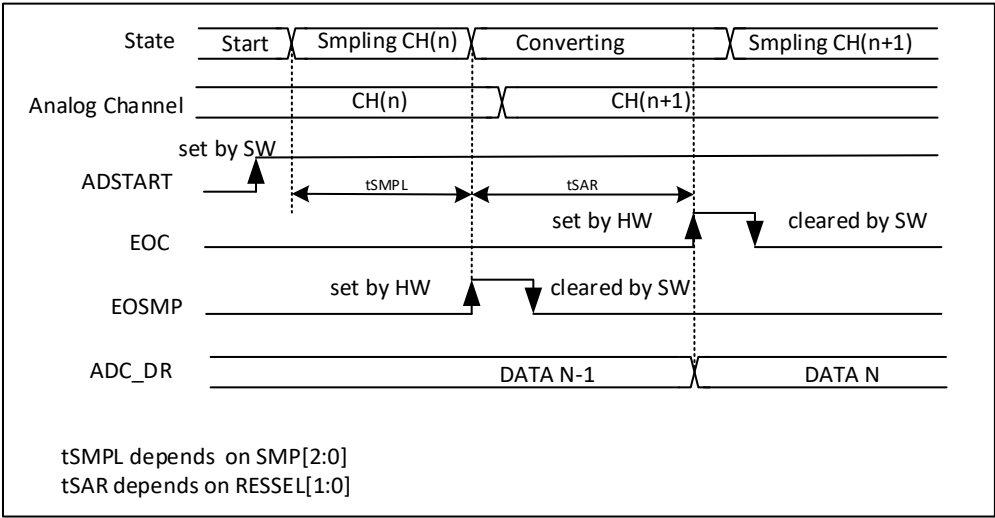 State Start Smpling CH(n) Converting Smpling CH(n+1)
Analog Channel CH(n) CH(n+1)
set by SW
ADSTART tSMPL tSAR
set by HW cleared by SW
EOC
set by HW cleared by SW
EOSMP
ADC_DR DATA N-1 DATA N
tSMPL depends on SMP[2:0]
tSAR depends on RESSEL[1:0]